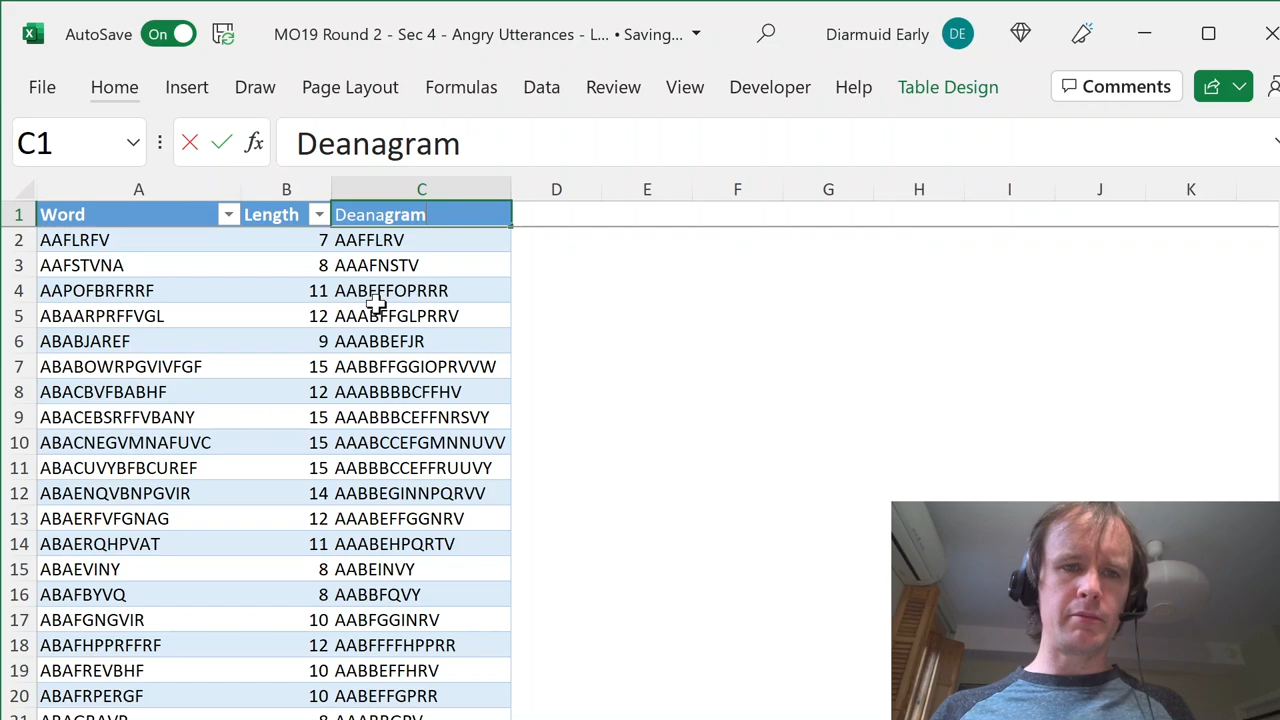 AutoSave On MO19 Round 2 - Sec 4 - Angry Utterances - L... • Saving... Diarmuid Early DE
File Home Insert Draw Page Layout Formulas Data Review View Developer Help Table Design Comments
C1 fx Deanagram
A B C D E F G H I J K
1 Word Length Deanagram
2 AAFLRFV 7 AAFFLRV
3 AAFSTVNA 8 AAAFNSTV
4 AAPOFBRFRRF 11 AABFFFOPRRR
5 ABAARPRFFVGL 12 AAABFFGLPRRV
6 ABABJAREF 9 AAABBEFJR
7 ABABOWRPGVIVFGF 15 AABBFFGGIOPRVVW
8 ABACBVFBABHF 12 AAABBBBCFFHV
9 ABACEBSRFFVBANY 15 AAABBBCEFFNRSVY
10 ABACNEGVMNAFUVC 15 AAABCCEFGMNNUVV
11 ABACUVYBFBCUREF 15 AABBBCCEFFRUUVY
12 ABAENQVBNPGVIR 14 AABBEGINNPQRVV
13 ABAERFVFGNAG 12 AAABEFFGGNRV
14 ABAERQHPVAT 11 AAABEHPQRTV
15 ABAEVINY 8 AABEINVY
16 ABAFBYVQ 8 AABBFQVY
17 ABAFGNGVIR 10 AABFGGINRV
18 ABAFHPPRFFRF 12 AABFFFFHPPRR
19 ABAFREVBHF 10 AABBEFFHRV
20 ABAFRPERGF 10 AABEFFGPRR